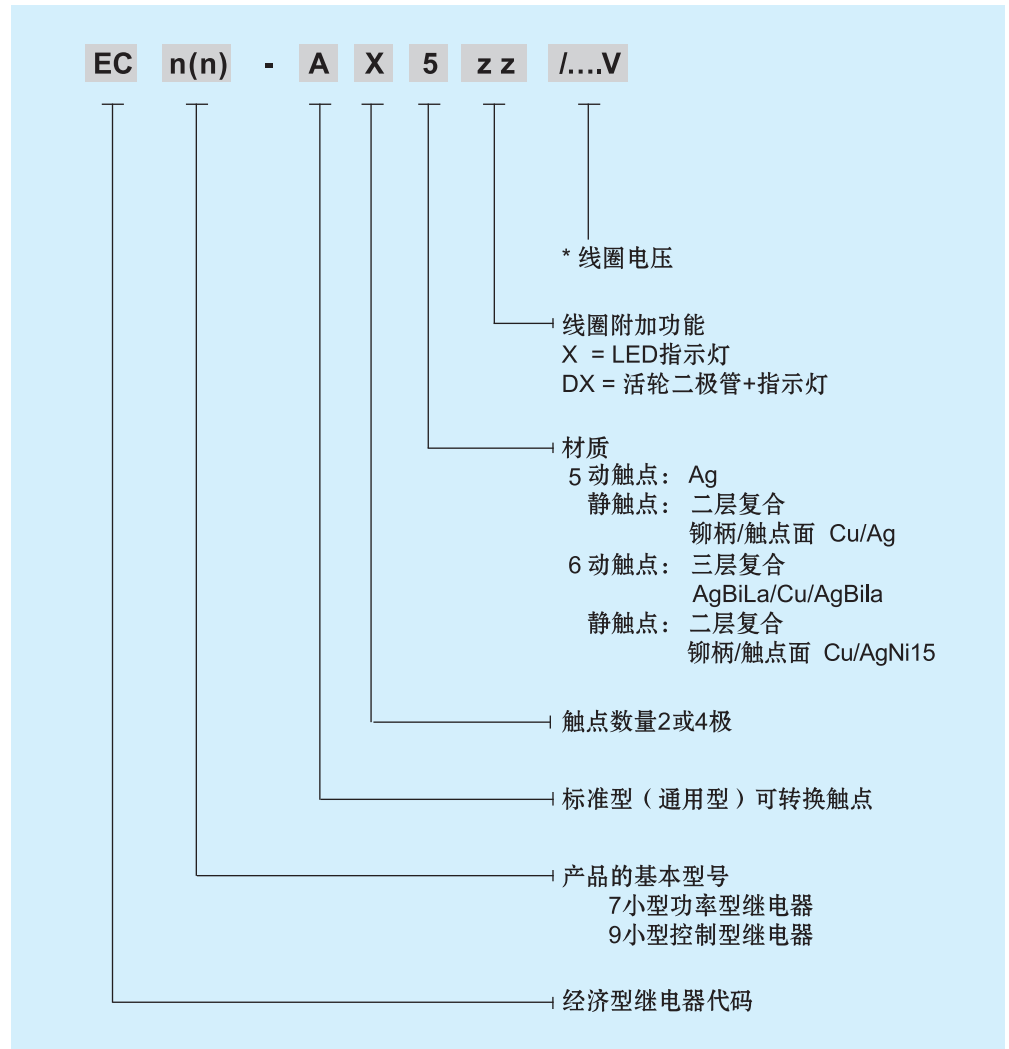 EC n(n) - A X 5 z z /....V
* 线圈电压
线圈附加功能
X = LED指示灯
DX = 活轮二极管+指示灯
材质
5 动触点： Ag
静触点： 二层复合
铆柄/触点面 Cu/Ag
6 动触点： 三层复合
AgBiLa/Cu/AgBila
静触点： 二层复合
铆柄/触点面 Cu/AgNi15
触点数量2或4极
标准型（通用型）可转换触点
产品的基本型号
7小型功率型继电器
9小型控制型继电器
经济型继电器代码